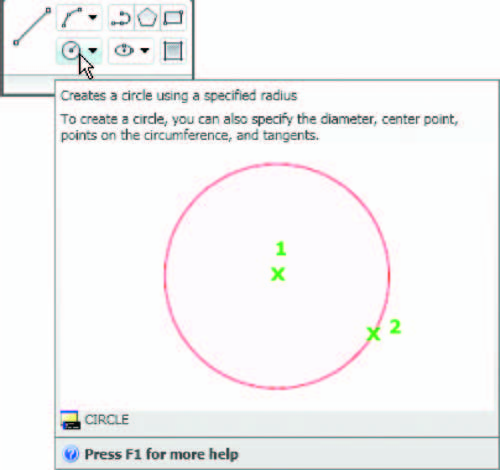 Creates a circle using a specified radius
To create a circle, you can also specify the diameter, center point,
points on the circumference, and tangents.
1
2
CIRCLE
Press F1 for more help